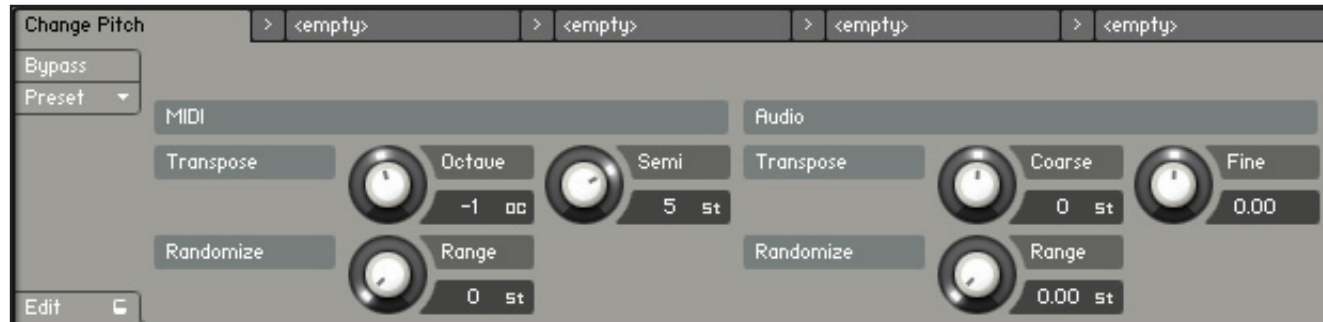 Change Pitch > <empty> > <empty> > <empty> > <empty>
Bypass
Preset
MIDI Audio
Transpose Octave Semi Transpose Coarse Fine
-1 OC 5 St 0 St 0.00
Randomize Range Randomize Range
0 St 0.00 St
Edit